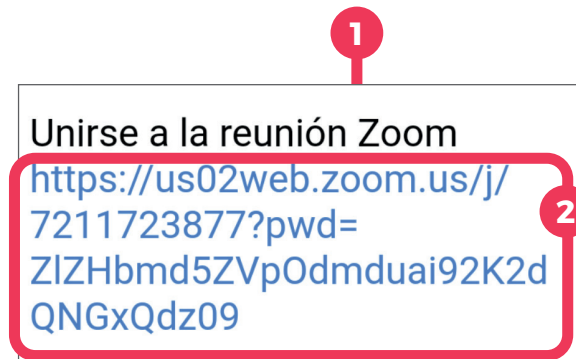 1
Unirse a la reunión Zoom
https://us02web.zoom.us/j/
7211723877?pwd=
ZlZHbmd5ZVpOdmduai92K2d
QNGxQdz09
2